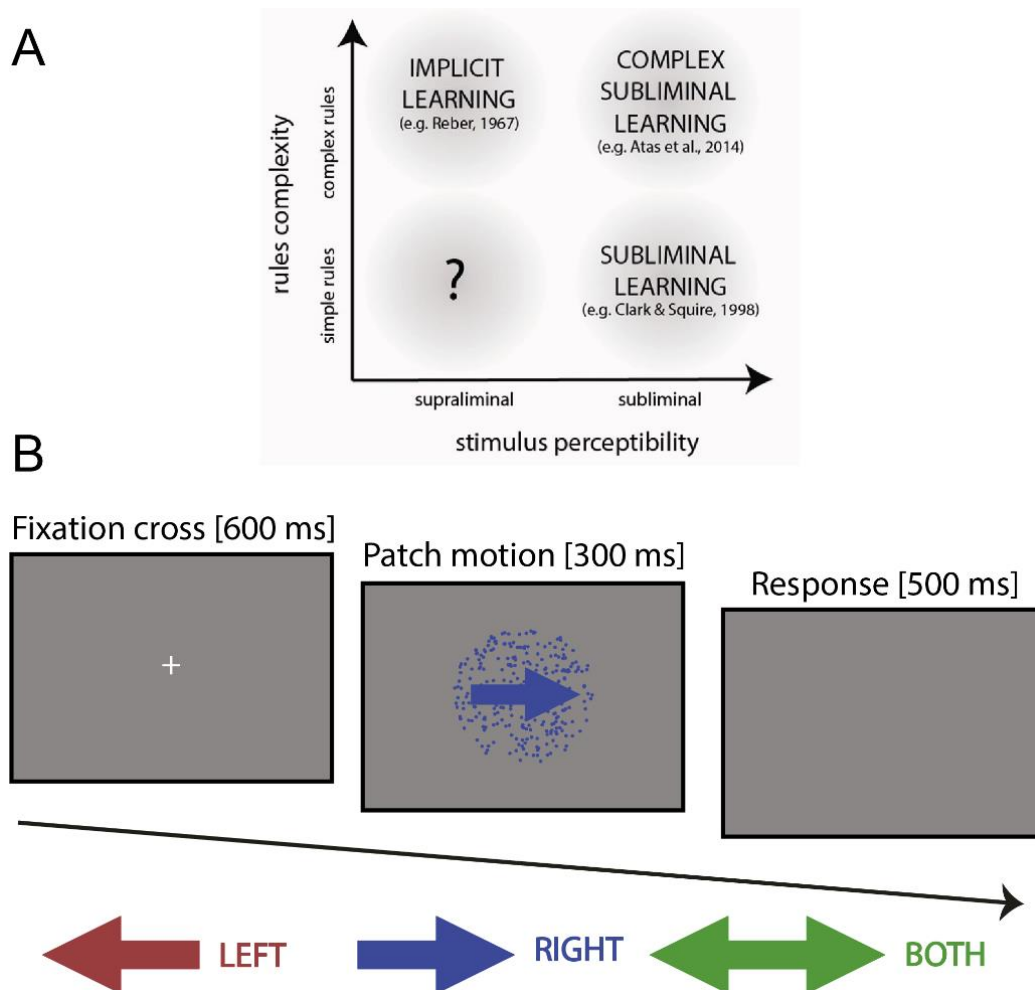 A
rules complexity
complex rules
simple rules
IMPLICIT
LEARNING
(e.g. Reber, 1967)
COMPLEX
SUBLIMINAL
LEARNING
(e.g. Atas et al., 2014)
?
SUBLIMINAL
LEARNING
(e.g. Clark & Squire, 1998)
supraliminal
subliminal
stimulus perceptibility
B
Fixation cross [600 ms]
Patch motion [300 ms]
Response [500 ms]
LEFT
RIGHT
BOTH